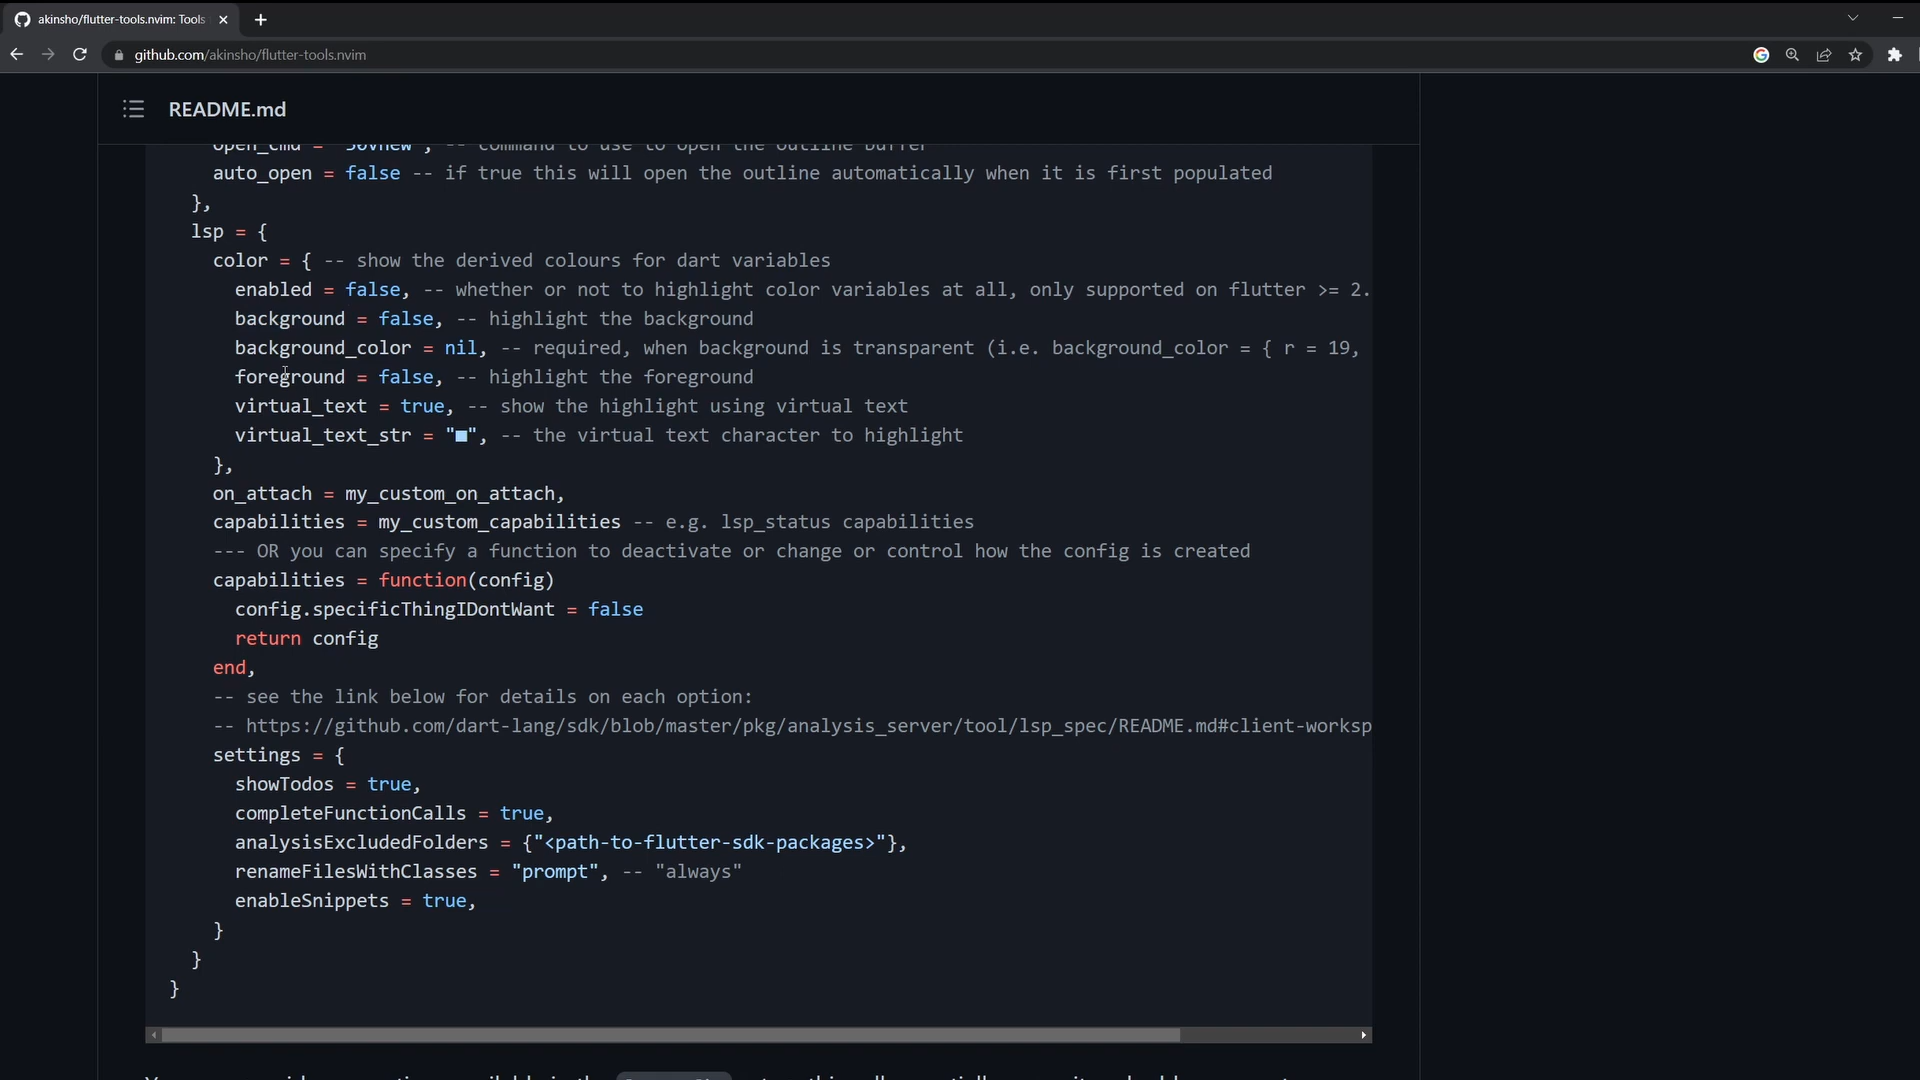 akinsho/flutter-tools.nvim: Tools
github.com/akinsho/flutter-tools.nvim
README.md
auto_open = false -- if true this will open the outline automatically when it is first populated
},
lsp = {
color = { -- show the derived colours for dart variables
enabled = false, -- whether or not to highlight color variables at all, only supported on flutter >= 2.
background = false, -- highlight the background
background_color = nil, -- required, when background is transparent (i.e. background_color = { r = 19,
foreground = false, -- highlight the foreground
virtual_text = true, -- show the highlight using virtual text
virtual_text_str = "■", -- the virtual text character to highlight
},
on_attach = my_custom_on_attach,
capabilities = my_custom_capabilities -- e.g. lsp_status capabilities
--- OR you can specify a function to deactivate or change or control how the config is created
capabilities = function(config)
config.specificThingIDontWant = false
return config
end,
-- see the link below for details on each option:
-- https://github.com/dart-lang/sdk/blob/master/pkg/analysis_server/tool/lsp_spec/README.md#client-worksp
settings = {
showTodos = true,
completeFunctionCalls = true,
analysisExcludedFolders = {"<path-to-flutter-sdk-packages>"},
renameFilesWithClasses = "prompt", -- "always"
enableSnippets = true,
}
}
}